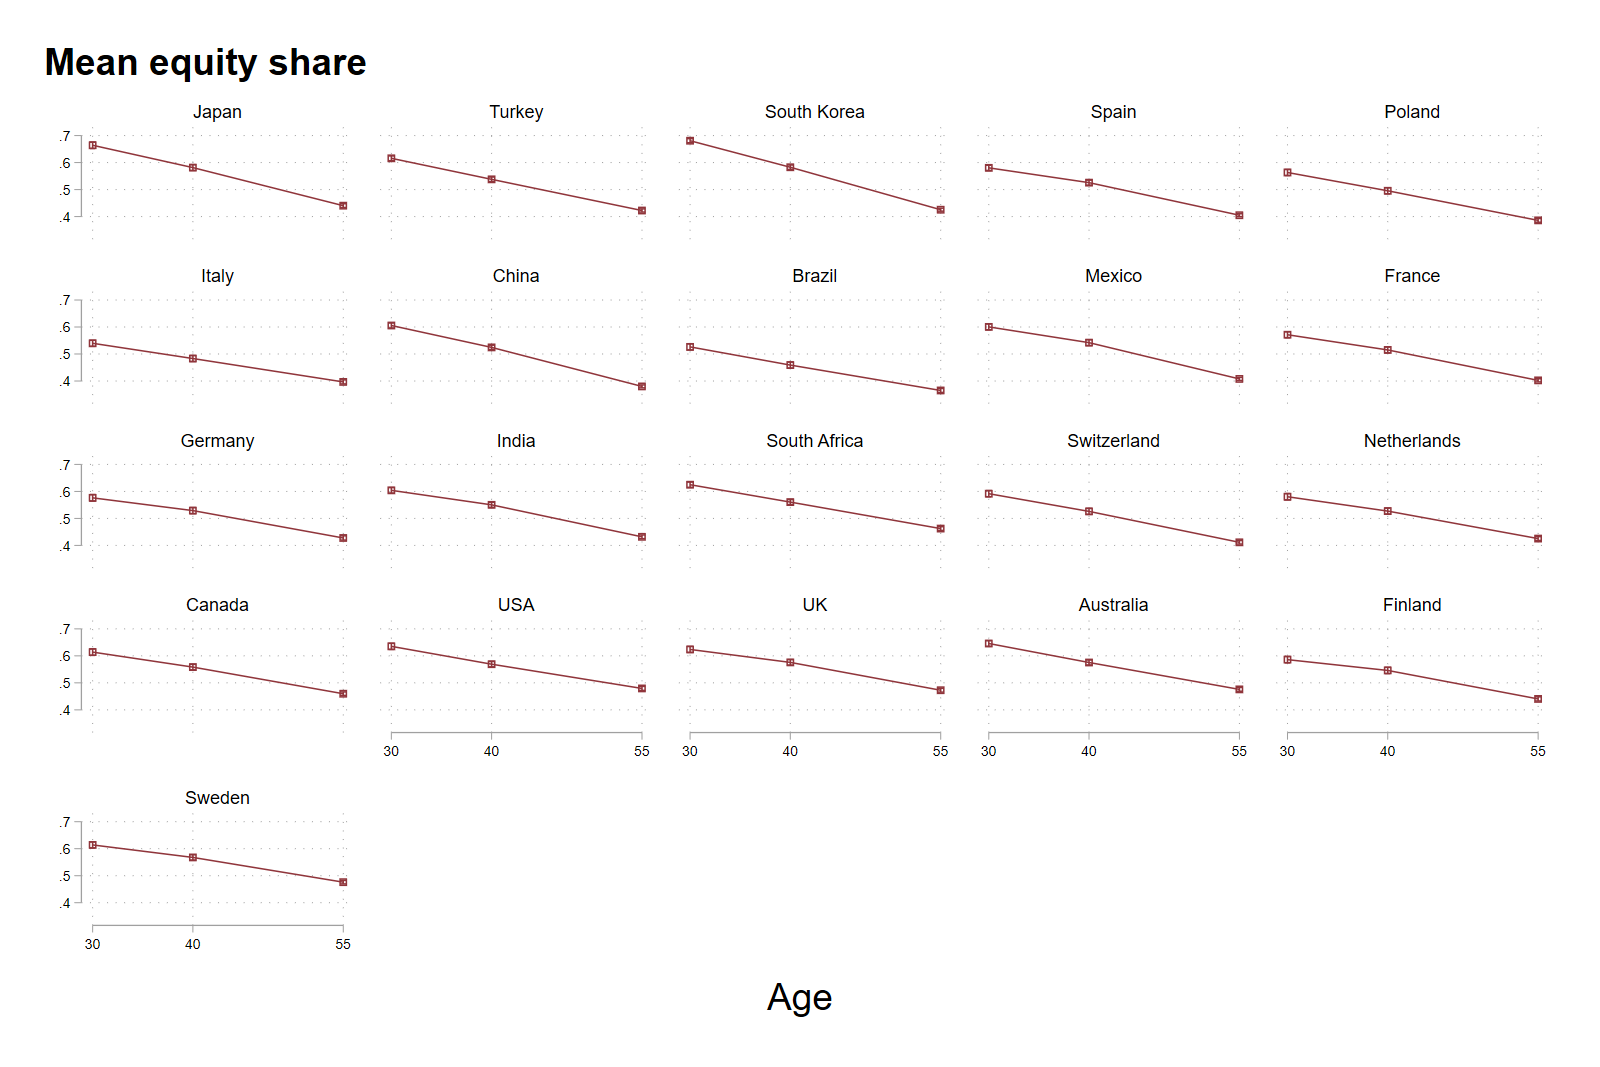 Mean equity share
Japan Turkey South Korea Spain Poland
.7
.6
.5
.4
Italy China Brazil Mexico France
.7
.6
.5
.4
Germany India South Africa Switzerland Netherlands
.7
.6
.5
.4
Canada USA UK Australia Finland
.7
.6
.5
.4
30 40 55 30 40 55 30 40 55 30 40 55
Sweden
.7
.6
.5
.4
30 40 55
Age